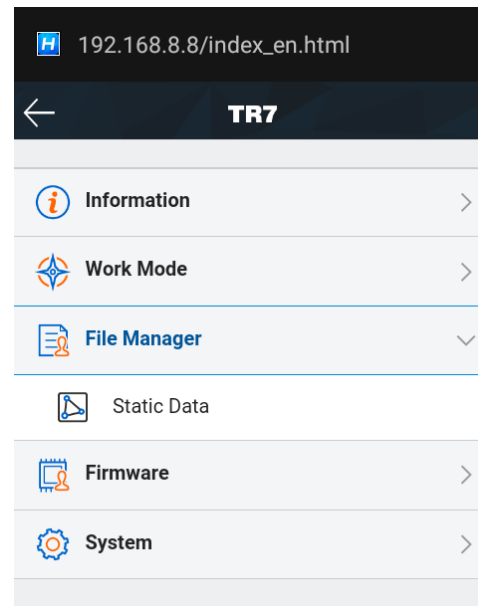 H 192.168.8.8/index_en.html
TR7
Information
Work Mode
File Manager
Static Data
Firmware
System